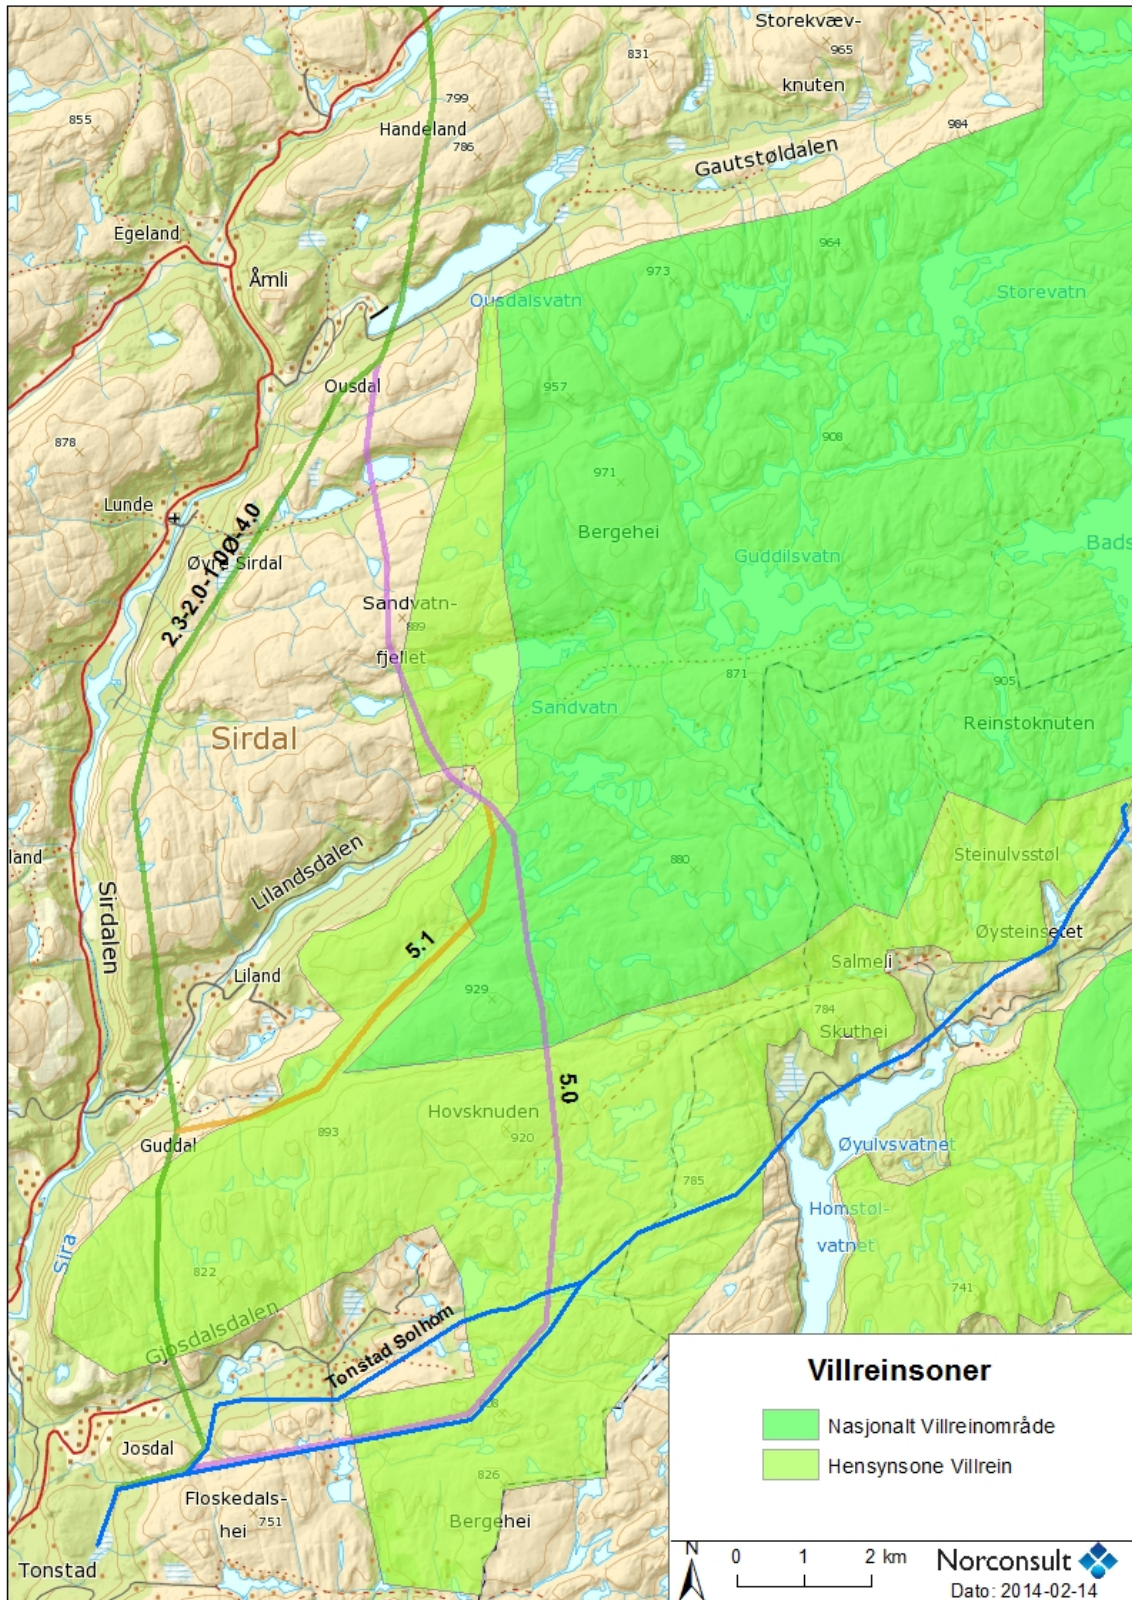 Storekvæv-
965
831
knuten
799
855
Handeland
786
984
Gautstøldalen
Egeland
964
Åmli
973
Storevatn
Ousdalsvatn
Ousdal
957
878
908
971
Lunde
Bergehei
Bads
2.3-2.0-1.0
Ø-4.0
Øvre Sirdal
Guddilsvatn
Sandvatn-
889
fjellet
871
905
Sandvatn
Reinstoknuten
Sirdal
land
Steinulvsstøl
880
Lilandsdalen
Sirdalen
Øysteinsetet
5.1
Salmeli
Liland
929
784
Skuthei
5.0
Hovsknuden
893
920
Guddal
Øyulvsvatnet
785
Homstøl-
vatnet
Sira
822
741
Gjosdalsdalen
Tonstad Solhom
Villreinsoner
Nasjonalt Villreinområde
Josdal
Hensynsone Villrein
826
Floskedals-
751
hei
Bergehei
Tonstad
N
0 1 2 km
Norconsult
Dato: 2014-02-14